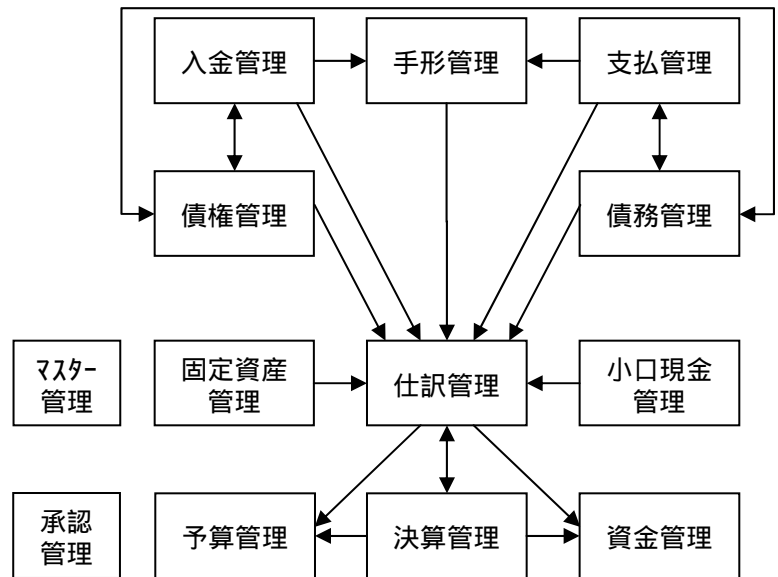 入金管理
手形管理
支払管理
債権管理
債務管理
ﾏｽﾀｰ
管理
固定資産
管理
仕訳管理
小口現金
管理
承認
管理
予算管理
決算管理
資金管理